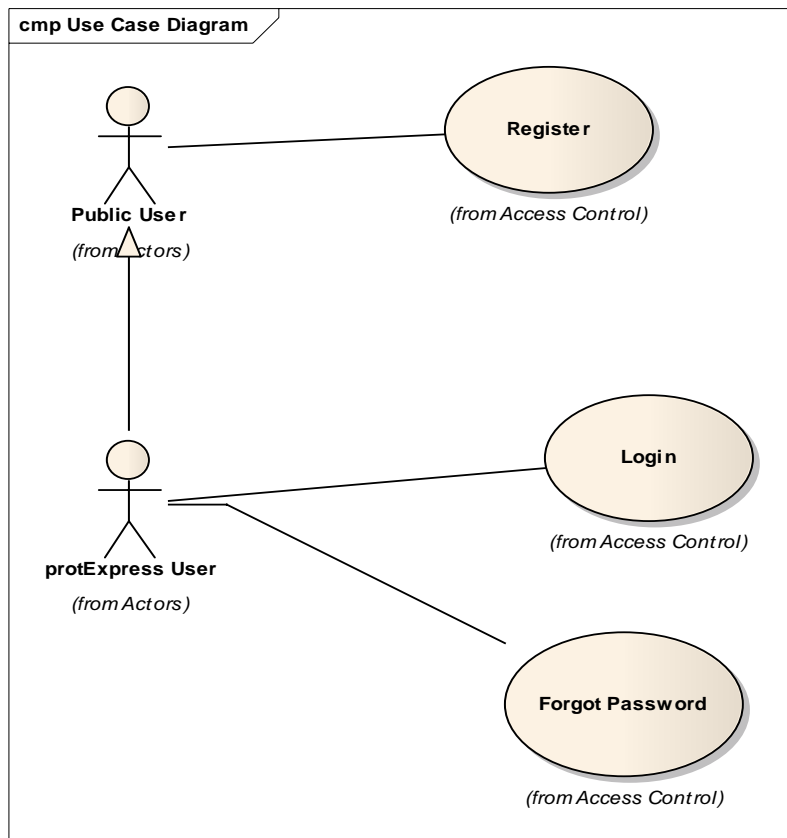 cmp Use Case Diagram
Register
(from Access Control)
Public User
(from Actors)
Login
(from Access Control)
protExpress User
(from Actors)
Forgot Password
(from Access Control)